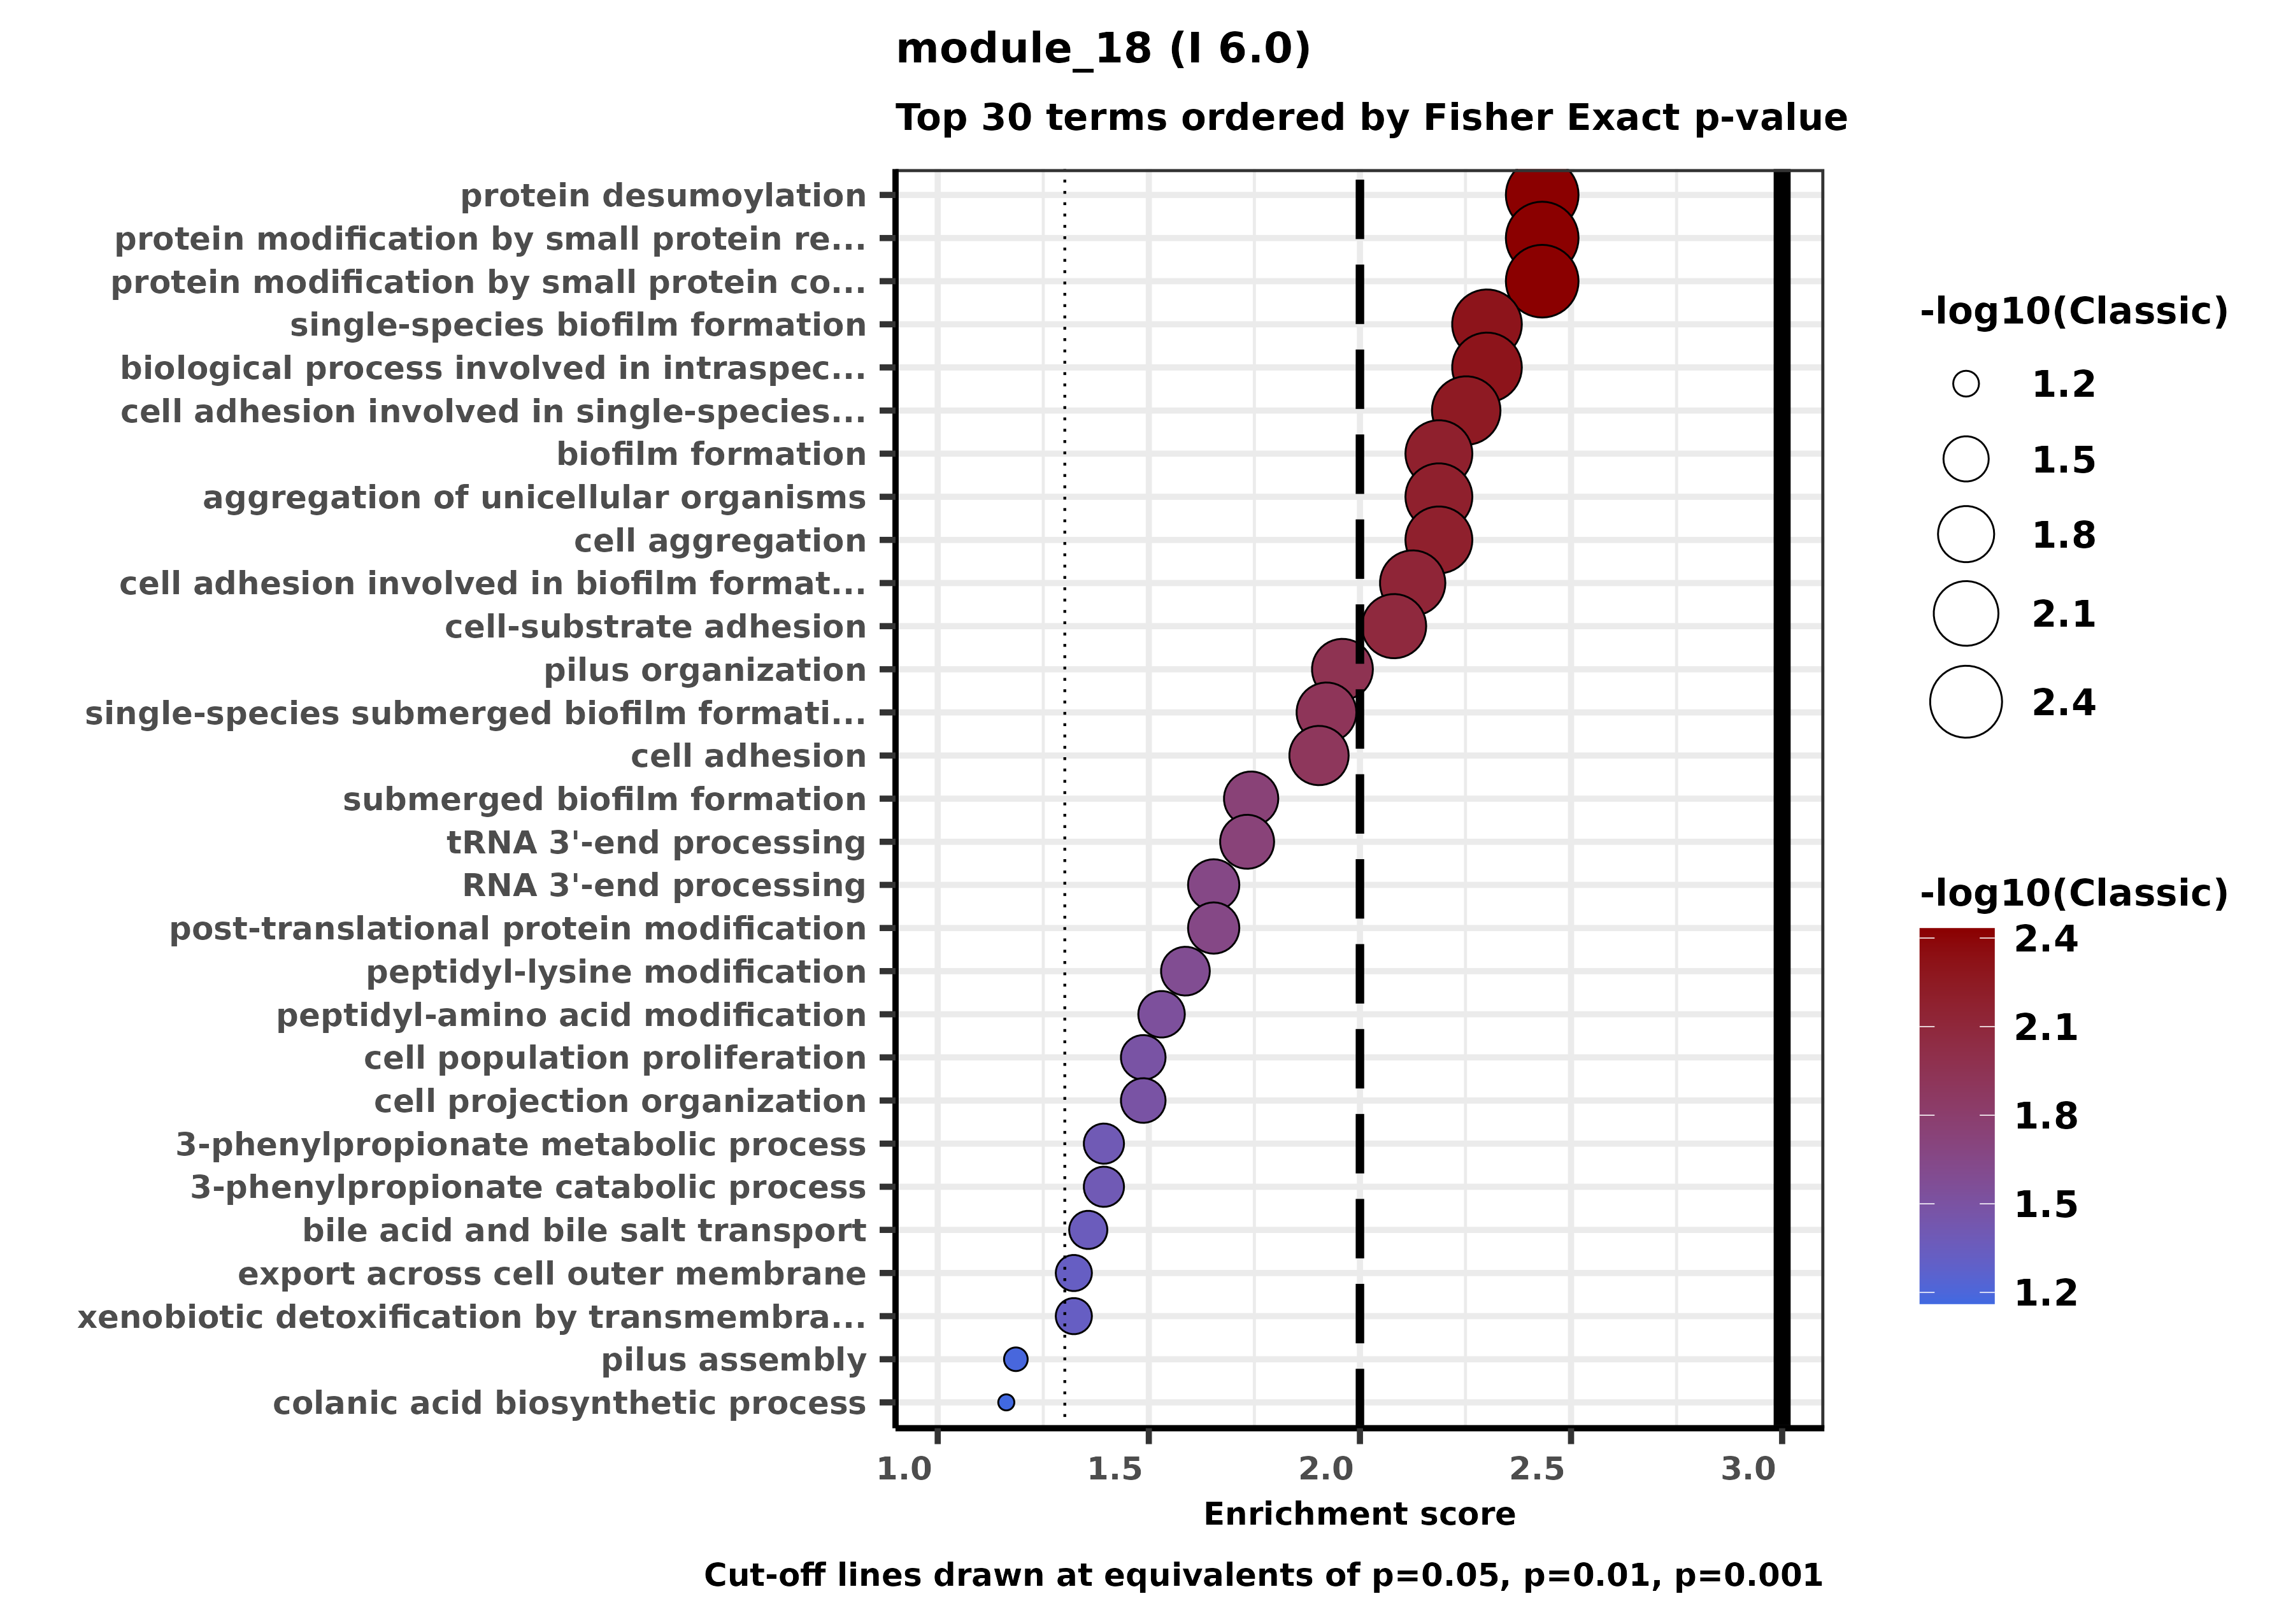 module_18 (I 6.0)
Top 30 terms ordered by Fisher Exact p-value
protein desumoylation
protein modification by small protein re...
protein modification by small protein co...
single-species biofilm formation
biological process involved in intraspec...
cell adhesion involved in single-species...
biofilm formation
aggregation of unicellular organisms
cell aggregation
cell adhesion involved in biofilm format...
cell-substrate adhesion
pilus organization
single-species submerged biofilm formati...
cell adhesion
submerged biofilm formation
tRNA 3'-end processing
RNA 3'-end processing
post-translational protein modification
peptidyl-lysine modification
peptidyl-amino acid modification
cell population proliferation
cell projection organization
3-phenylpropionate metabolic process
3-phenylpropionate catabolic process
bile acid and bile salt transport
export across cell outer membrane
xenobiotic detoxification by transmembra...
pilus assembly
colanic acid biosynthetic process
1.0 1.5 2.0 2.5 3.0
Enrichment score
Cut-off lines drawn at equivalents of p=0.05, p=0.01, p=0.001
-log10(Classic)
1.2
1.5
1.8
2.1
2.4
-log10(Classic)
2.4
2.1
1.8
1.5
1.2